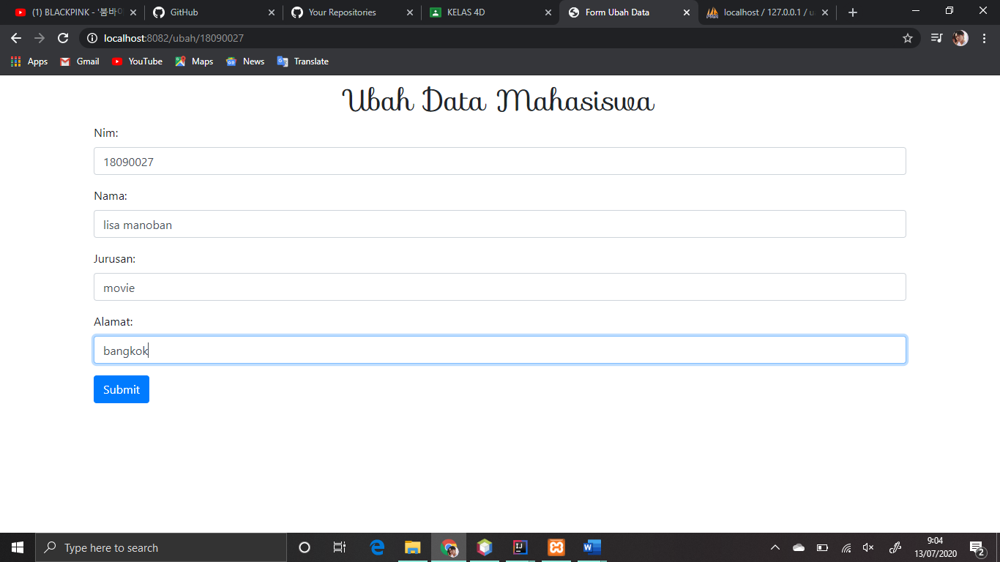 (1) BLACKPINK - '붐바이
GitHub
Your Repositories
KELAS 4D
Form Ubah Data
localhost / 127.0.0.1 / u
localhost:8082/ubah/18090027
Apps
Gmail
YouTube
Maps
News
Translate
Ubah Data Mahasiswa
Nim:
18090027
Nama:
lisa manoban
Jurusan:
movie
Alamat:
bangkok
Submit
Type here to search
9:04
13/07/2020
2